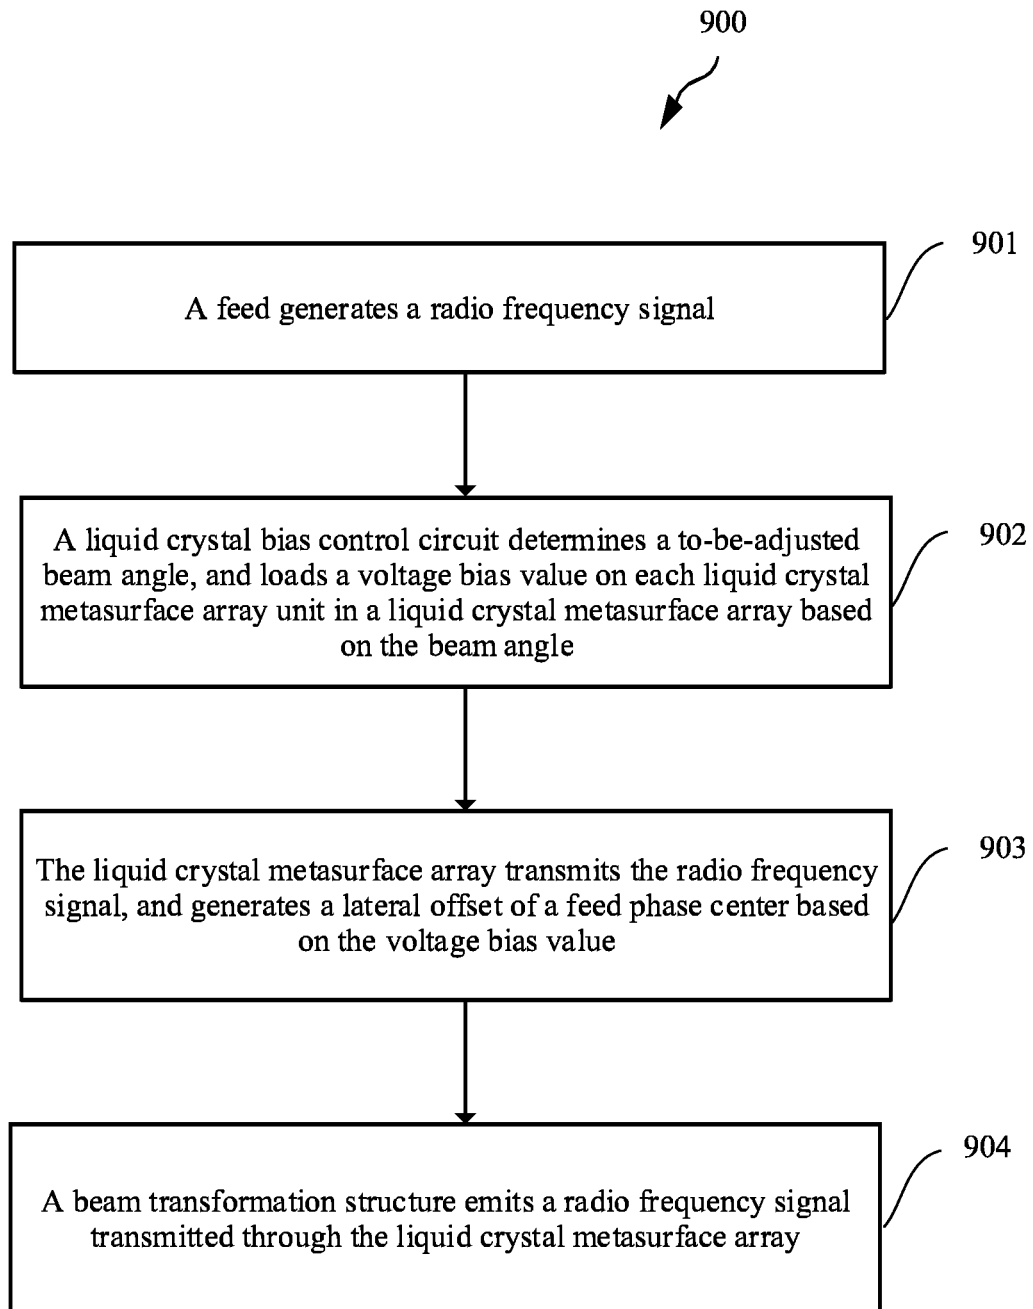 900
901
A feed generates a radio frequency signal
902
A liquid crystal bias control circuit determines a to-be-adjusted
beam angle, and loads a voltage bias value on each liquid crystal
metasurface array unit in a liquid crystal metasurface array based
on the beam angle
903
The liquid crystal metasurface array transmits the radio frequency
signal, and generates a lateral offset of a feed phase center based
on the voltage bias value
904
A beam transformation structure emits a radio frequency signal
transmitted through the liquid crystal metasurface array